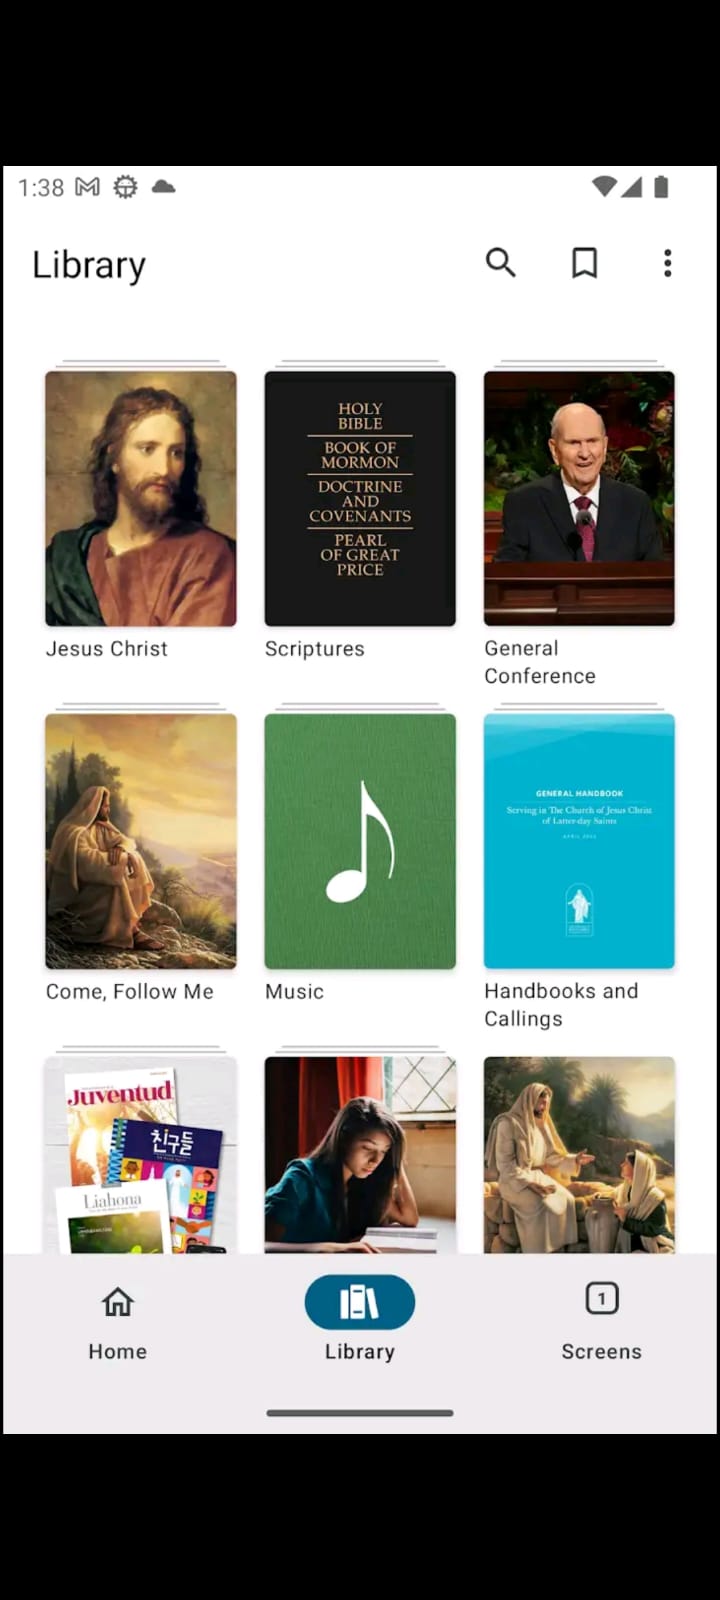 1:38
Library
HOLY
BIBLE
BOOK OF
MORMON
DOCTRINE
AND
COVENANTS
PEARL
OF GREAT
PRICE
Jesus Christ
Scriptures
General
Conference
GENERAL HANDBOOK
Serving in The Church of Jesus Christ
of Latter-day Saints
Come, Follow Me
Music
Handbooks and
Callings
Juventud
친구들
Liahona
1
Home
Library
Screens